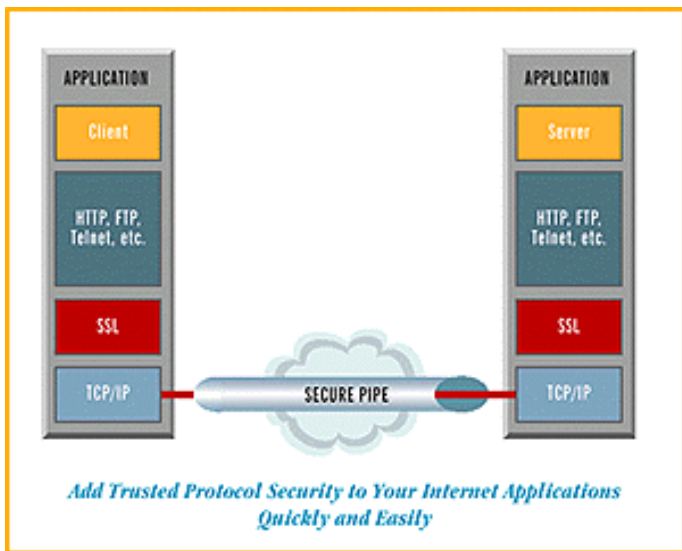 APPLICATION
Client
HTTP, FTP,
Telnet, etc.
SSL
TCP/IP
SECURE PIPE
APPLICATION
Server
HTTP, FTP,
Telnet, etc.
SSL
TCP/IP
Add Trusted Protocol Security to Your Internet Applications
Quickly and Easily